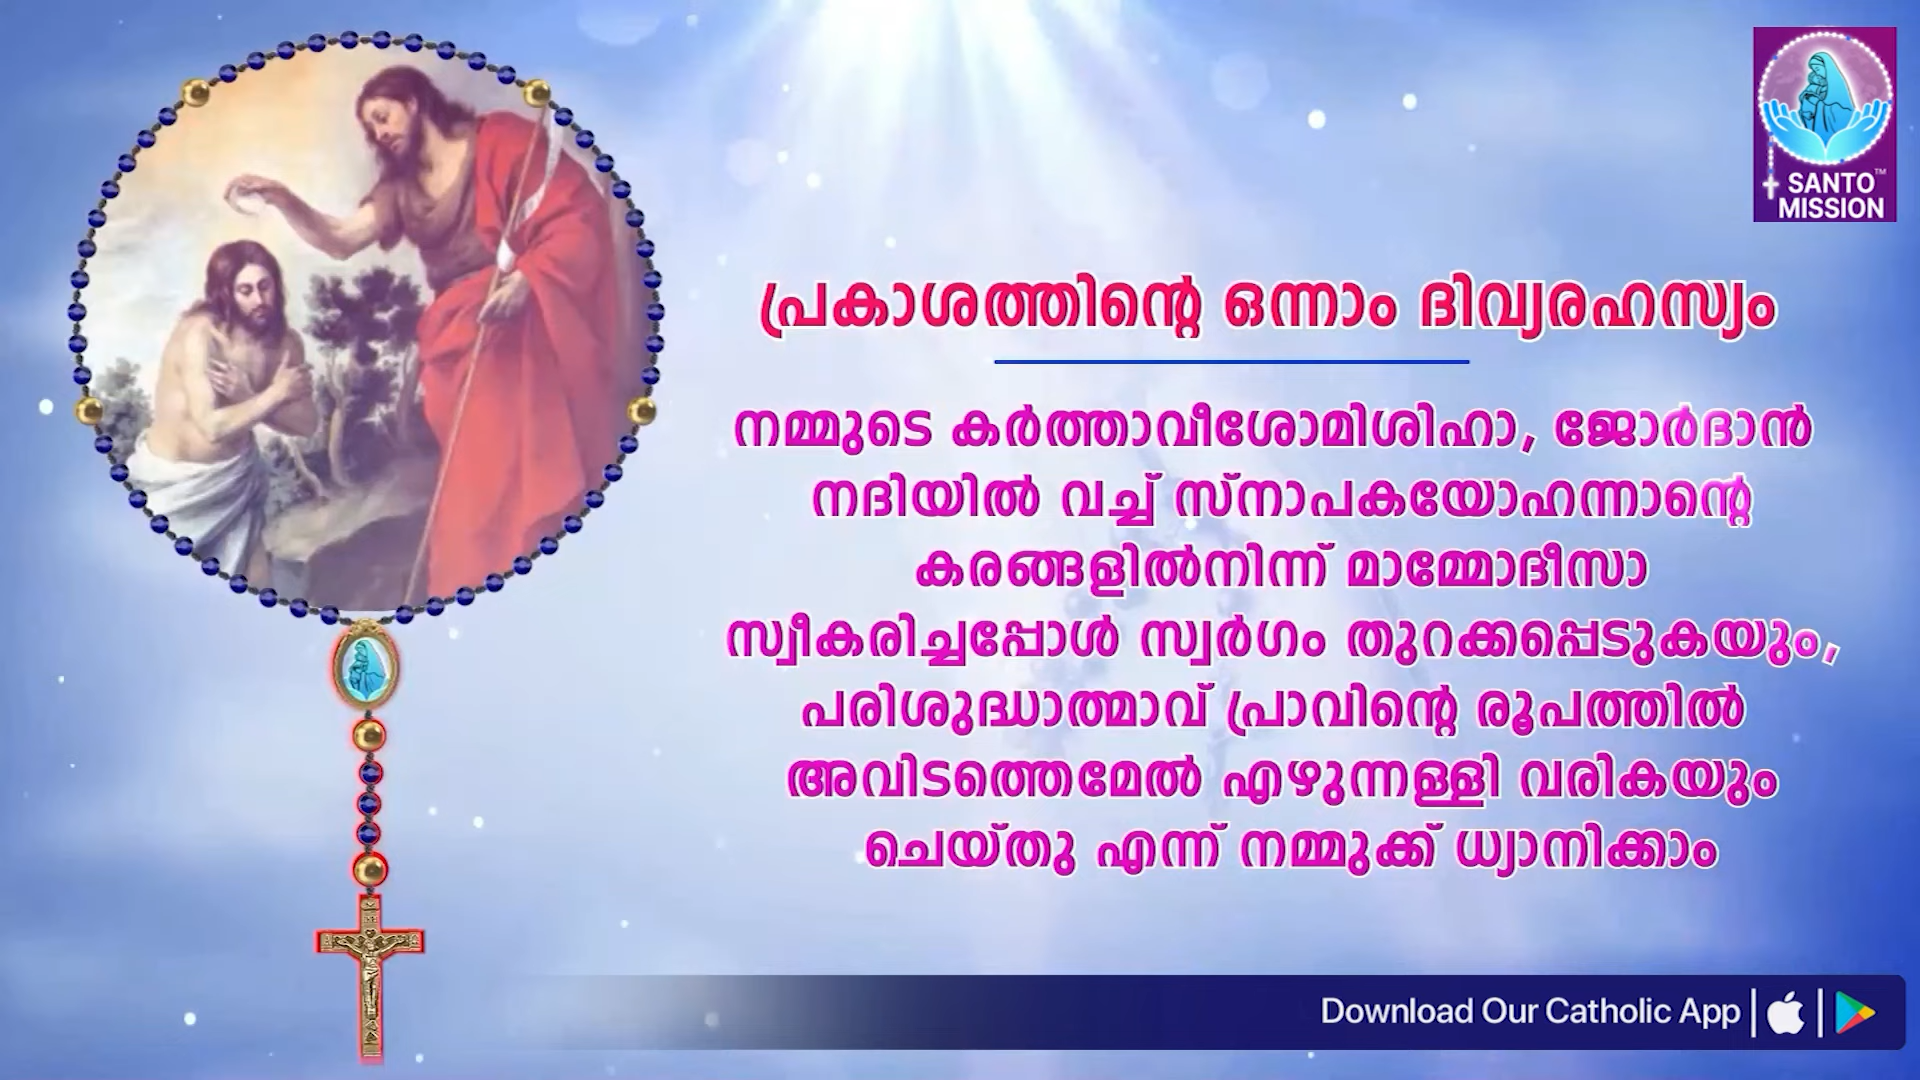 SANTO™
MISSION
പ്രകാശത്തിന്റെ ഒന്നാം ദിവ്യരഹസ്യം
നമ്മുടെ കർത്താവീശോമിശിഹാ, ജോർദാൻ
നദിയിൽ വച്ച് സ്നാപകയോഹന്നാന്റെ
കരങ്ങളിൽനിന്ന് മാമ്മോദീസാ
സ്വീകരിച്ചപ്പോൾ സ്വർഗം തുറക്കപ്പെടുകയും,
പരിശുദ്ധാത്മാവ് പ്രാവിന്റെ രൂപത്തിൽ
അവിടത്തെമേൽ എഴുന്നള്ളി വരികയും
ചെയ്തു എന്ന് നമ്മുക്ക് ധ്യാനിക്കാം
Download Our Catholic App